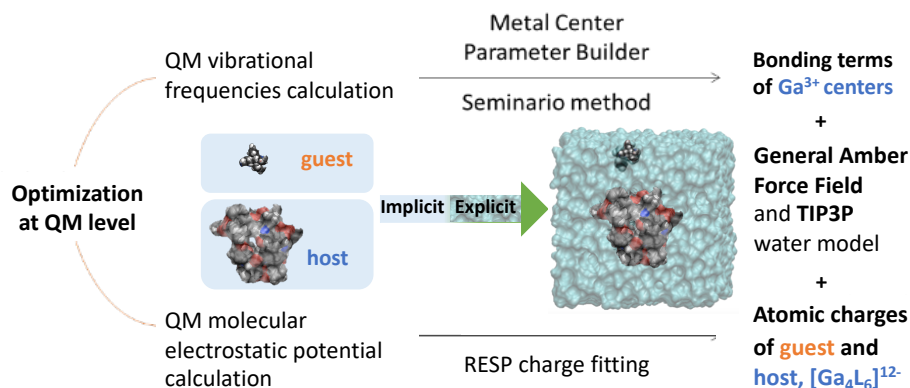 Optimization
at QM level
QM vibrational
frequencies calculation
Metal Center
Parameter Builder
Seminario method
guest
host
Implicit Explicit
QM molecular
electrostatic potential
calculation
RESP charge fitting
Bonding terms
of Ga³⁺ centers
+
General Amber
Force Field
and TIP3P
water model
+
Atomic charges
of guest and
host, [Ga₄L₆]¹²⁻